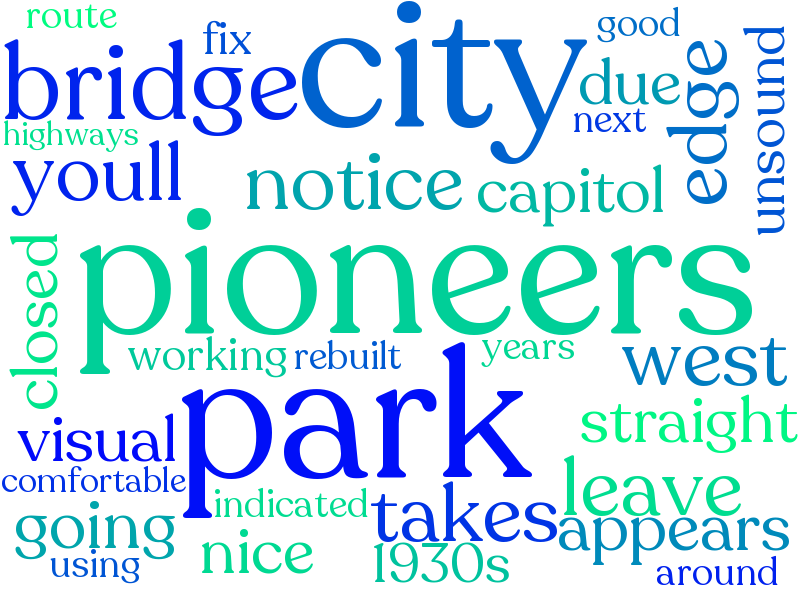 route
fix
city
good
bridge
due
edge
unsound
highways
next
youll
notice
capitol
closed
pioneers
working
rebuilt
years
west
park
visual
straight
comfortable
indicated
takes
leave
going
appears
nice
1930s
using
around